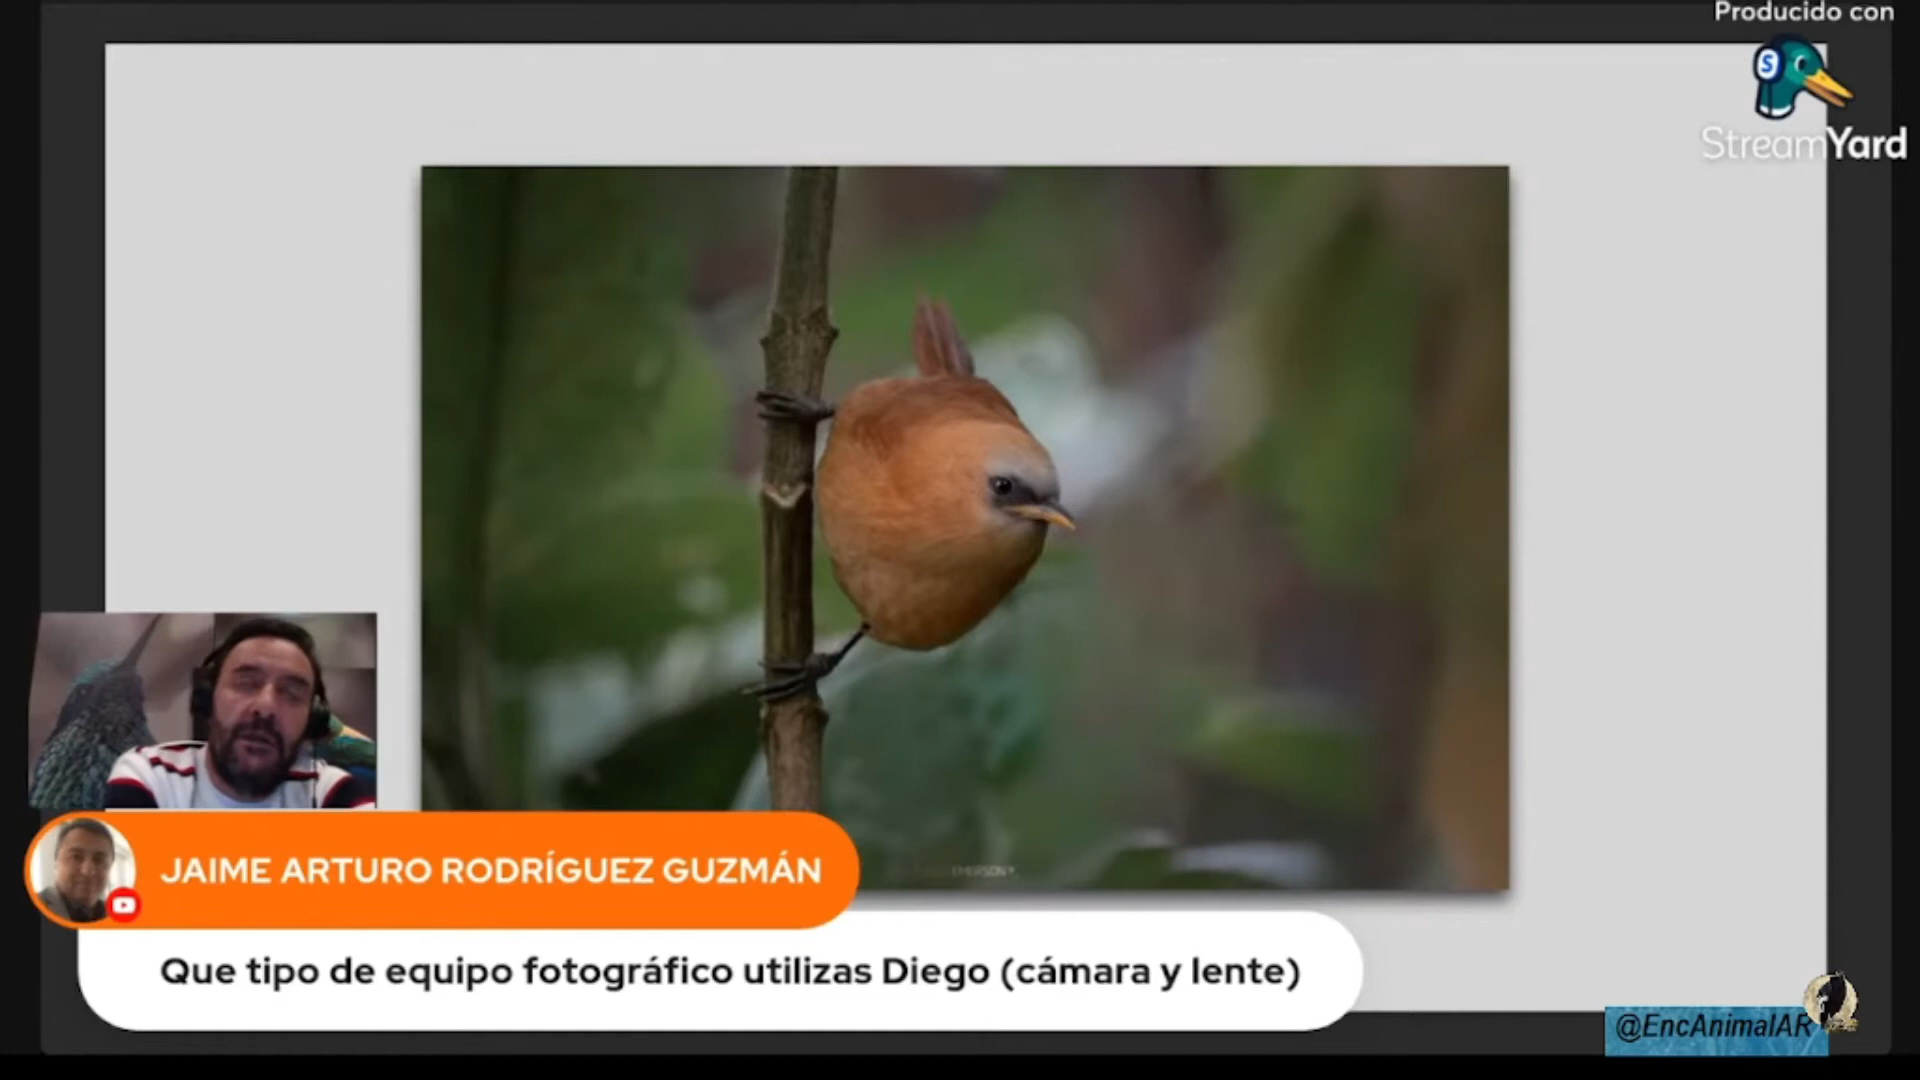 Producido con
S
StreamYard
JAIME ARTURO RODRÍGUEZ GUZMÁN
Que tipo de equipo fotográfico utilizas Diego (cámara y lente)
@EncAnimalAR